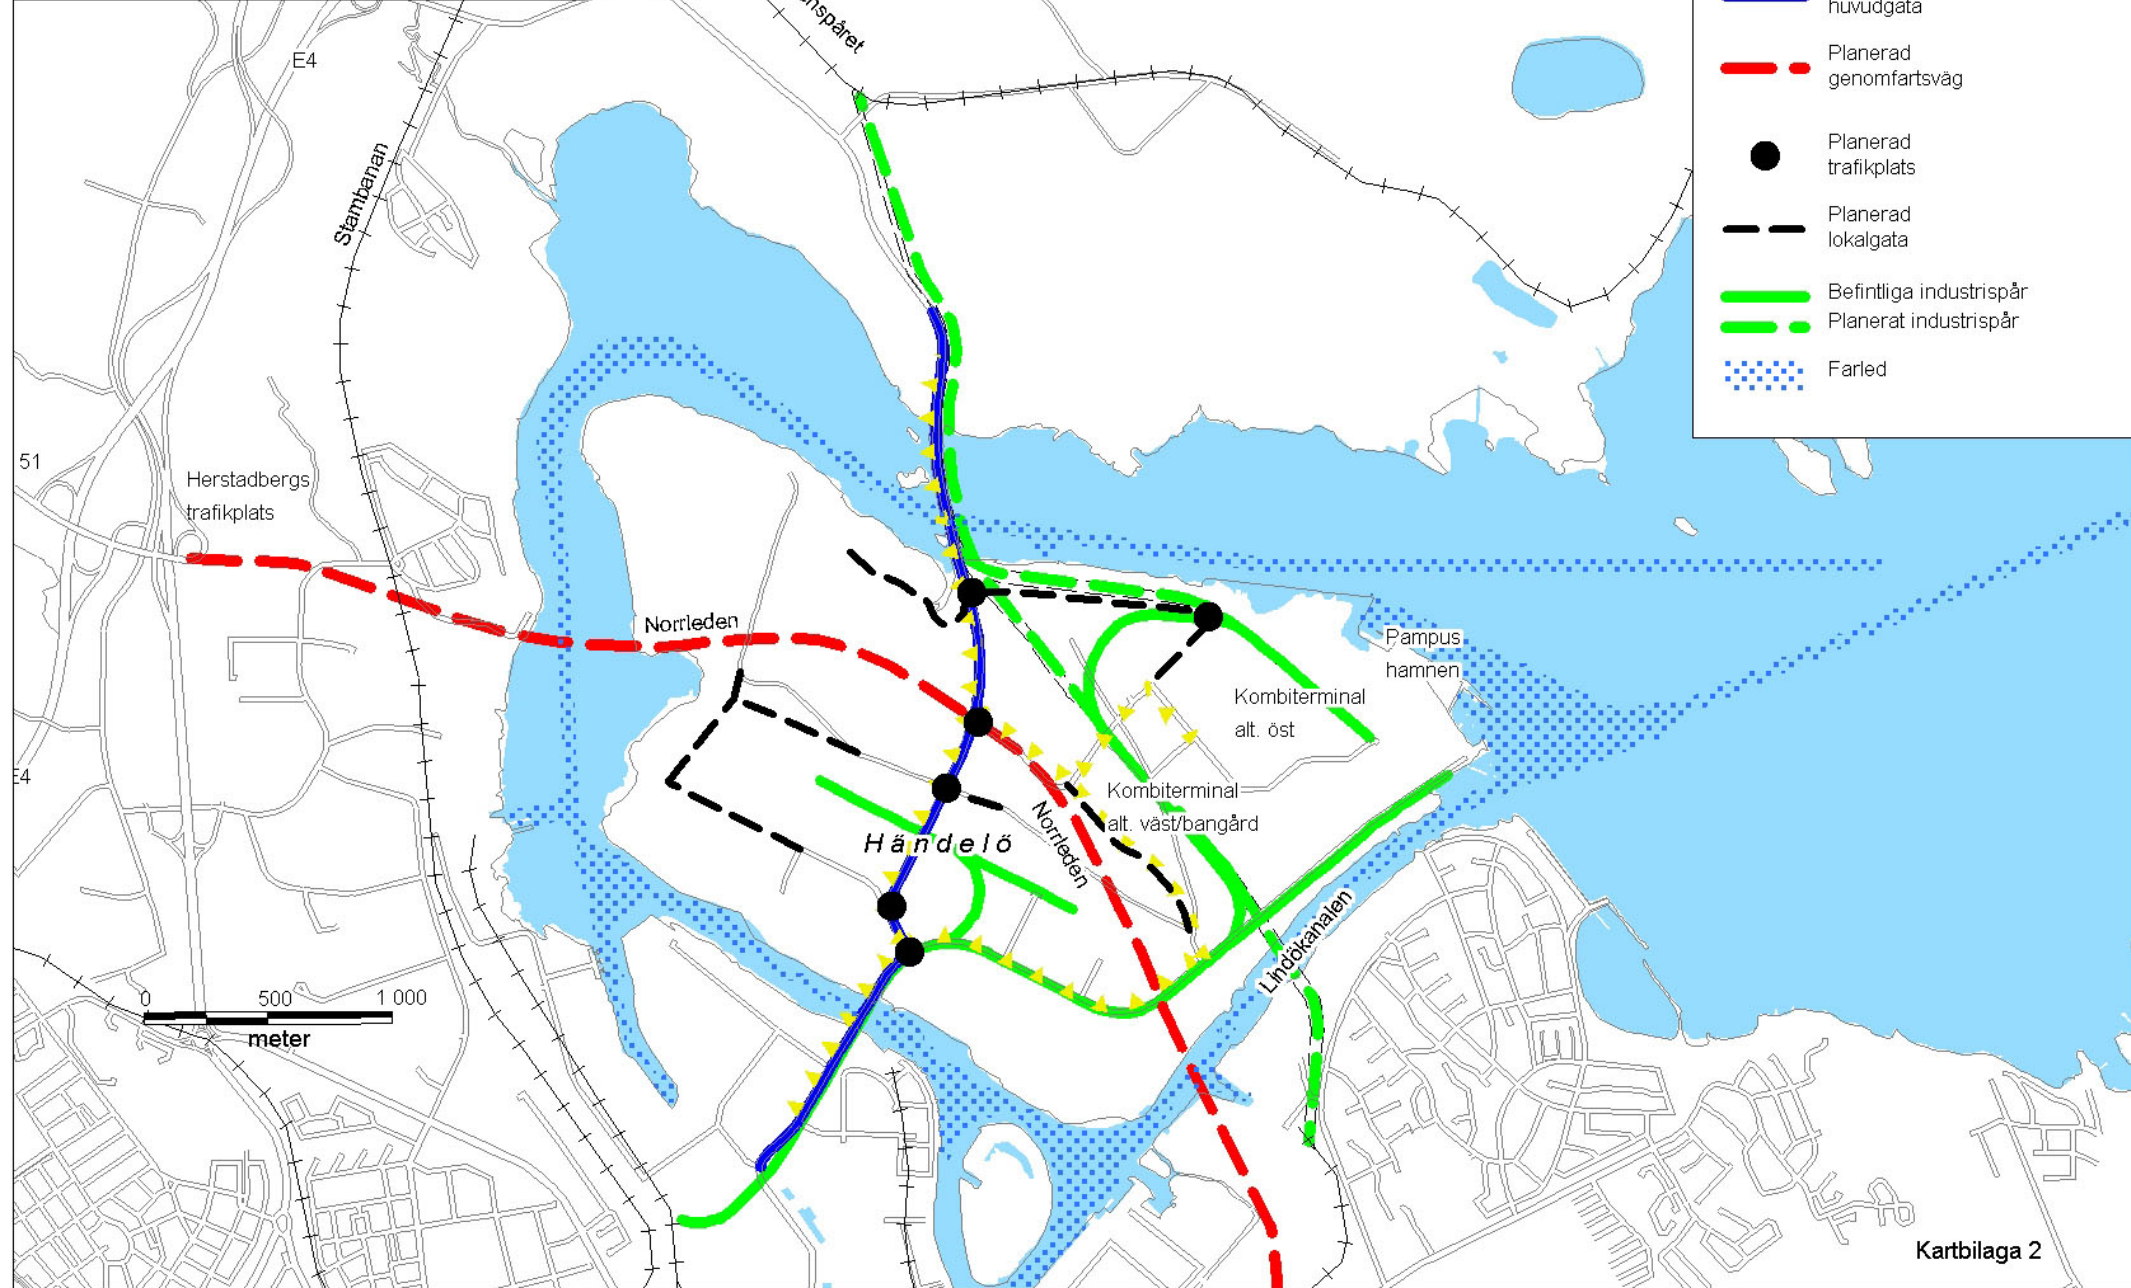 huvudgata
Planerad
genomfartsväg
Planerad
trafikplats
Planerad
lokalgata
Befintliga industrispår
Planerat industrispår
Farled
E4
Stambanan
51
Herstadbergs
trafikplats
Norrleden
Pampus
hamnen
Kombiterminal
alt. öst
E4
Kombiterminal
alt. väst/bangård
Norrleden
Händelö
Lindökanalen
0 500 1 000
meter
Kartbilaga 2